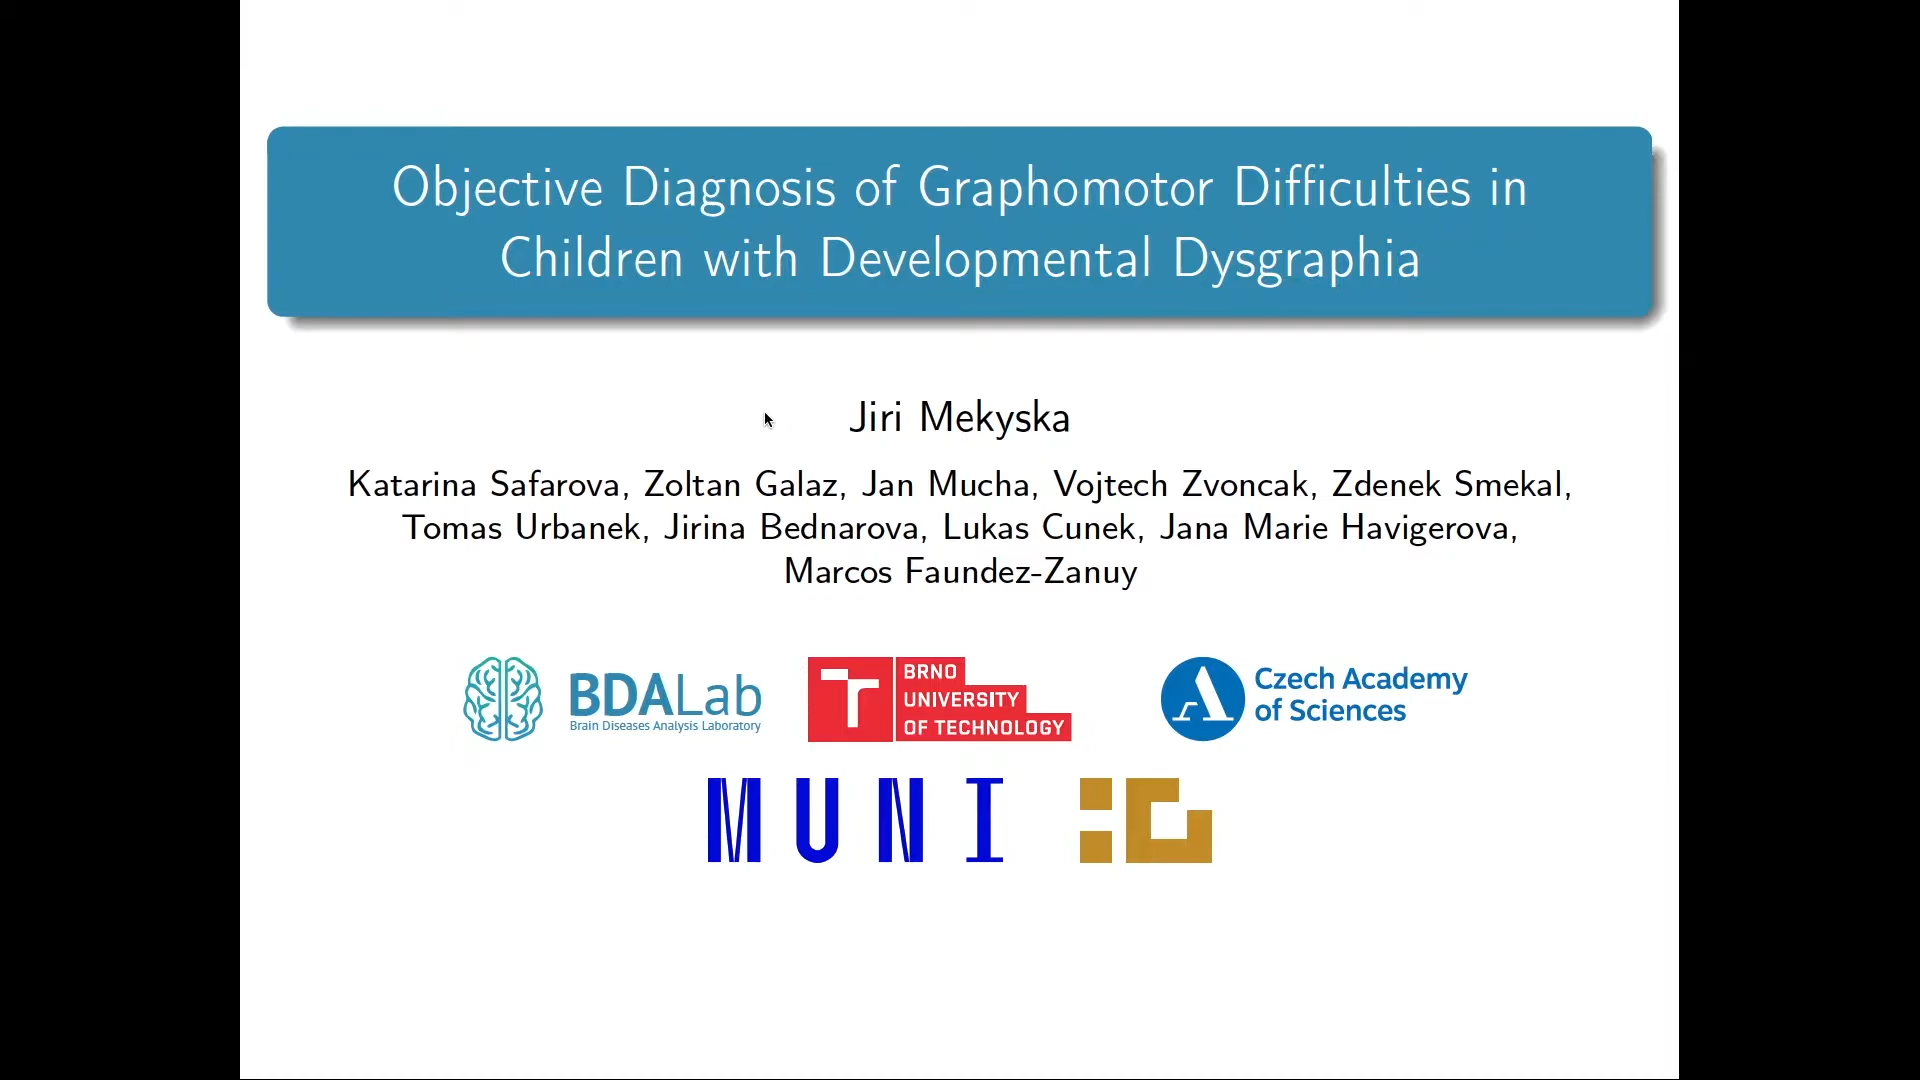 Objective Diagnosis of Graphomotor Difficulties in
Children with Developmental Dysgraphia
Jiri Mekyska
Katarina Safarova, Zoltan Galaz, Jan Mucha, Vojtech Zvoncak, Zdenek Smekal,
Tomas Urbanek, Jirina Bednarova, Lukas Cunek, Jana Marie Havigerova,
Marcos Faundez-Zanuy
BDALab
Brain Diseases Analysis Laboratory
T
BRNO
UNIVERSITY
OF TECHNOLOGY
Czech Academy
of Sciences
MUNI